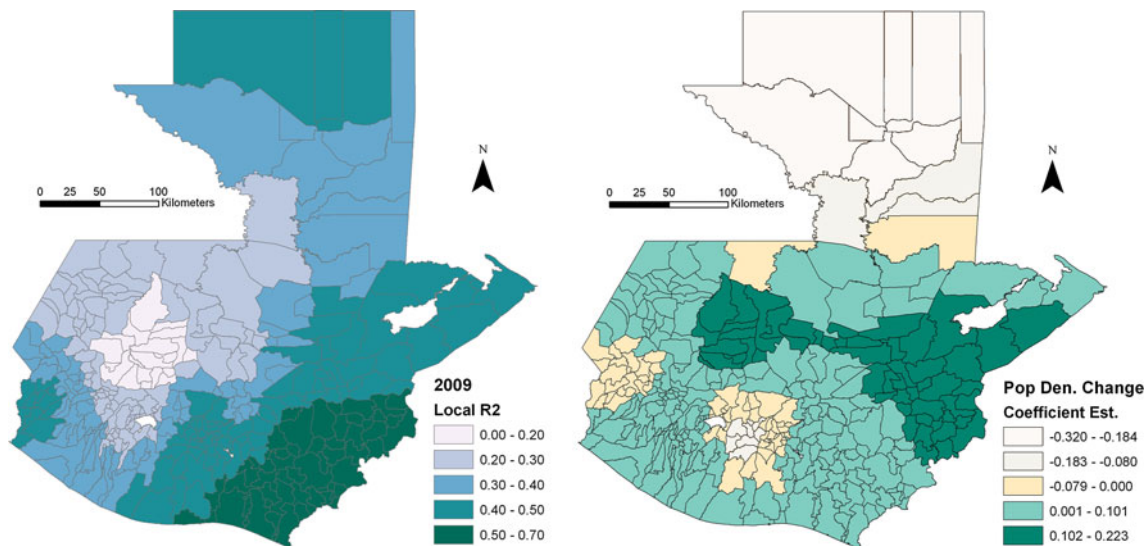 N
0 25 50 100
Kilometers
2009
Local R2
0.00 - 0.20
0.20 - 0.30
0.30 - 0.40
0.40 - 0.50
0.50 - 0.70
N
0 25 50 100
Kilometers
Pop Den. Change
Coefficient Est.
-0.320 - -0.184
-0.183 - -0.080
-0.079 - 0.000
0.001 - 0.101
0.102 - 0.223